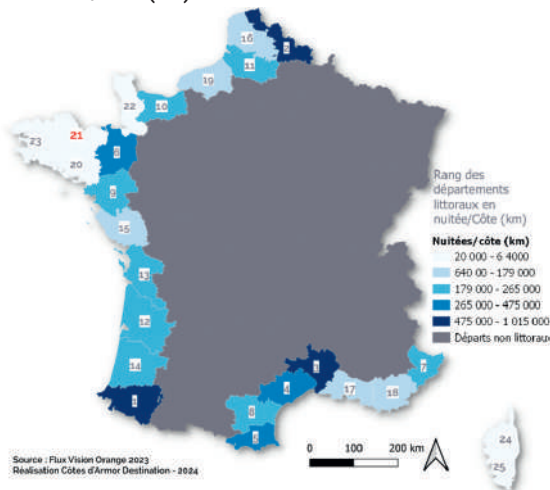 16
2
19
11
22
10
23
21
6
20
9
15
13
12
14
1
3
4
8
5
17
18
7
24
25
Rang des
départements
littoraux en
nuitée/Côte (km)
Nuitées/côte (km)
20 000 - 6 4000
640 00 - 179 000
179 000 - 265 000
265 000 - 475 000
475 000 - 1 015 000
Départs non littoraux
0 100 200 km
Source : Flux Vision Orange 2023
Réalisation Côtes d'Armor Destination - 2024